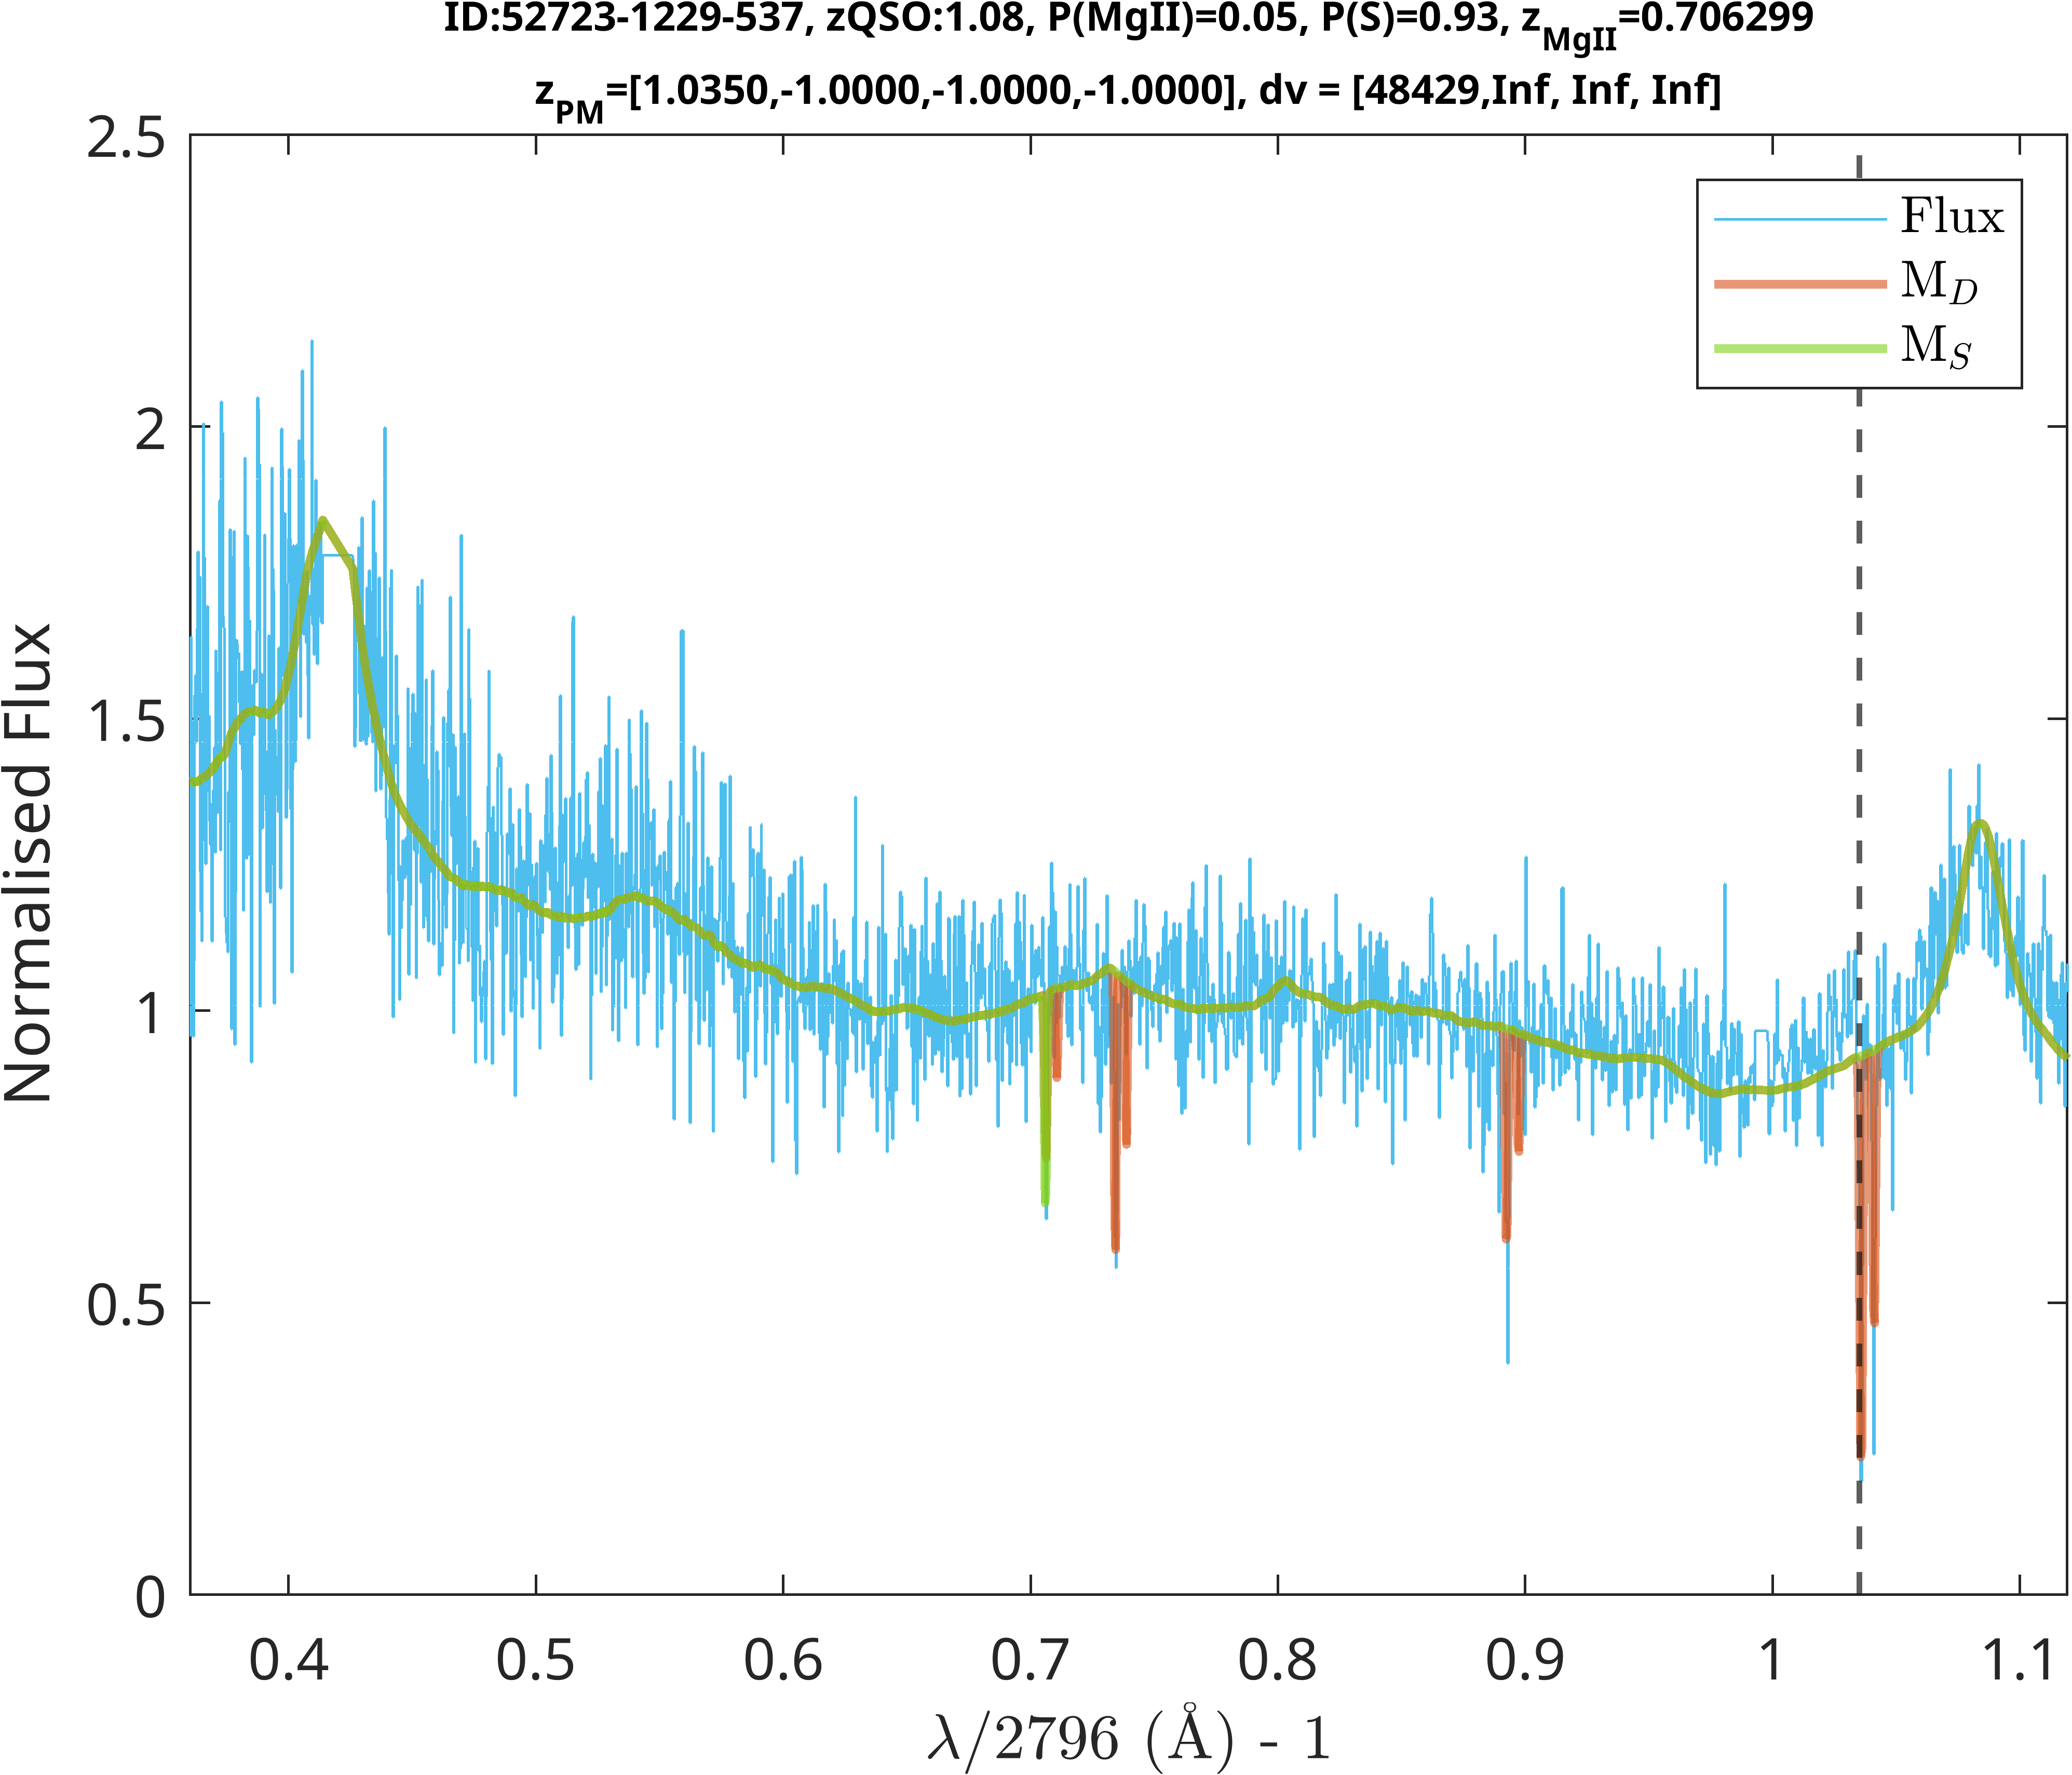 ID:52723-1229-537, zQSO:1.08, P(MgII)=0.05, P(S)=0.93, zMgII=0.706299
zPM=[1.0350,-1.0000,-1.0000,-1.0000], dv = [48429,Inf, Inf, Inf]
2.5
2
1.5
1
0.5
0
Normalised Flux
Flux
MD
MS
0.4 0.5 0.6 0.7 0.8 0.9 1 1.1
λ/2796 (Å) - 1